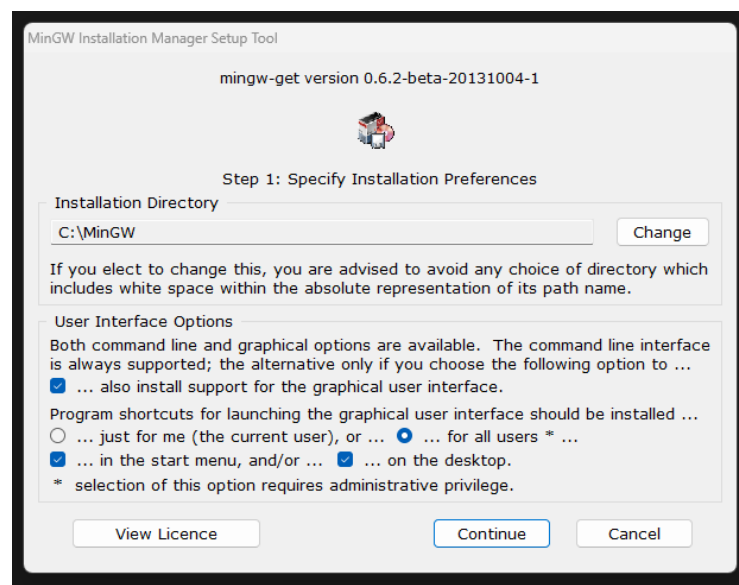 MinGW Installation Manager Setup Tool
mingw-get version 0.6.2-beta-20131004-1
Step 1: Specify Installation Preferences
Installation Directory
C:\MinGW
Change
If you elect to change this, you are advised to avoid any choice of directory which
includes white space within the absolute representation of its path name.
User Interface Options
Both command line and graphical options are available.  The command line interface
is always supported; the alternative only if you choose the following option to ...
... also install support for the graphical user interface.
Program shortcuts for launching the graphical user interface should be installed ...
... just for me (the current user), or ... ... for all users * ...
... in the start menu, and/or ... ... on the desktop.
* selection of this option requires administrative privilege.
View Licence Continue Cancel